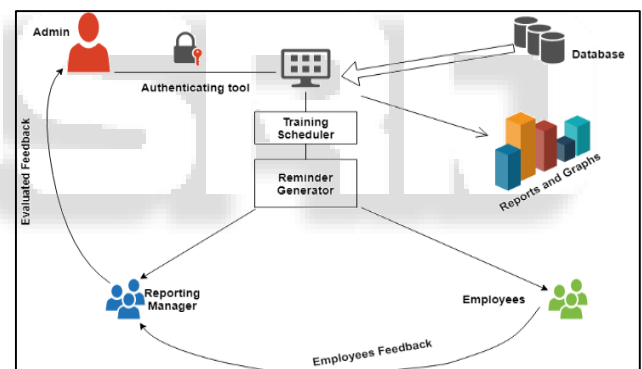 Admin
Authenticating tool
Database
Training
Scheduler
Reminder
Generator
Reports and Graphs
Evaluated Feedback
Reporting
Manager
Employees
Employees Feedback